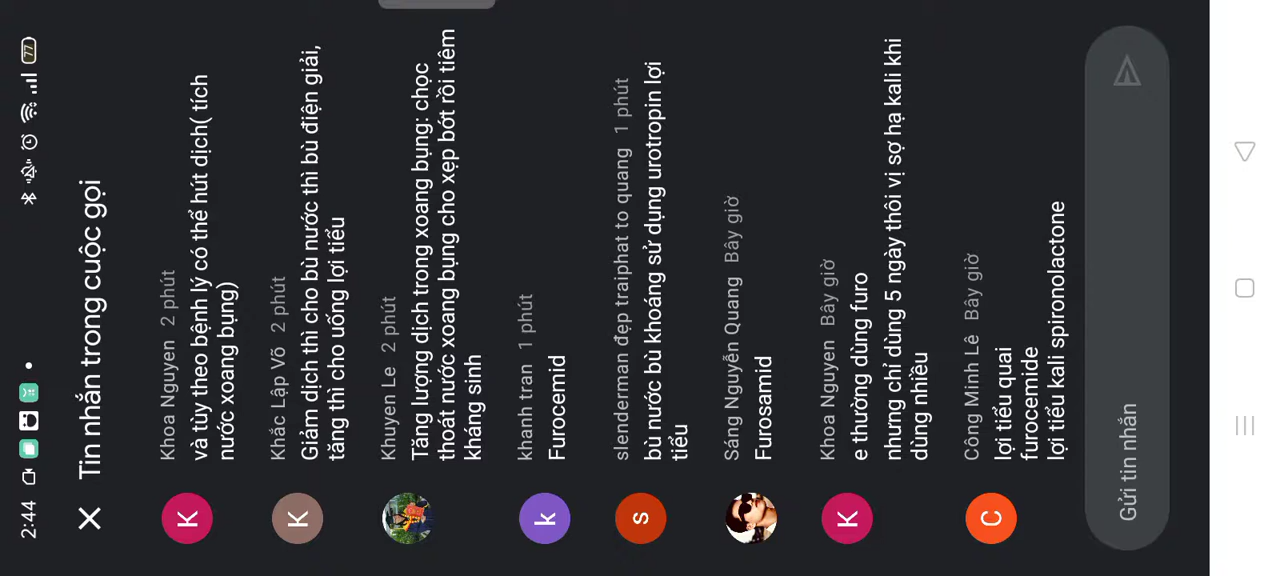 2:44
77
Tin nhắn trong cuộc gọi
K
Khoa Nguyen 2 phút
và tùy theo bệnh lý có thể hút dịch( tích
nước xoang bụng)
K
Khắc Lập Võ 2 phút
Giảm dịch thì cho bù nước thì bù điện giải,
tăng thì cho uống lợi tiểu
Khuyen Le 2 phút
Tăng lượng dịch trong xoang bụng: chọc
thoát nước xoang bụng cho xẹp bớt rồi tiêm
kháng sinh
k
khanh tran 1 phút
Furocemid
s
slenderman đẹp traiphat to quang 1 phút
bù nước bù khoáng sử dụng urotropin lợi
tiểu
Sáng Nguyễn Quang Bây giờ
Furosamid
K
Khoa Nguyen Bây giờ
e thường dùng furo
nhưng chỉ dùng 5 ngày thôi vì sợ hạ kali khi
dùng nhiều
C
Công Minh Lê Bây giờ
lợi tiểu quai
furocemide
lợi tiểu kali spironolactone
Gửi tin nhắn